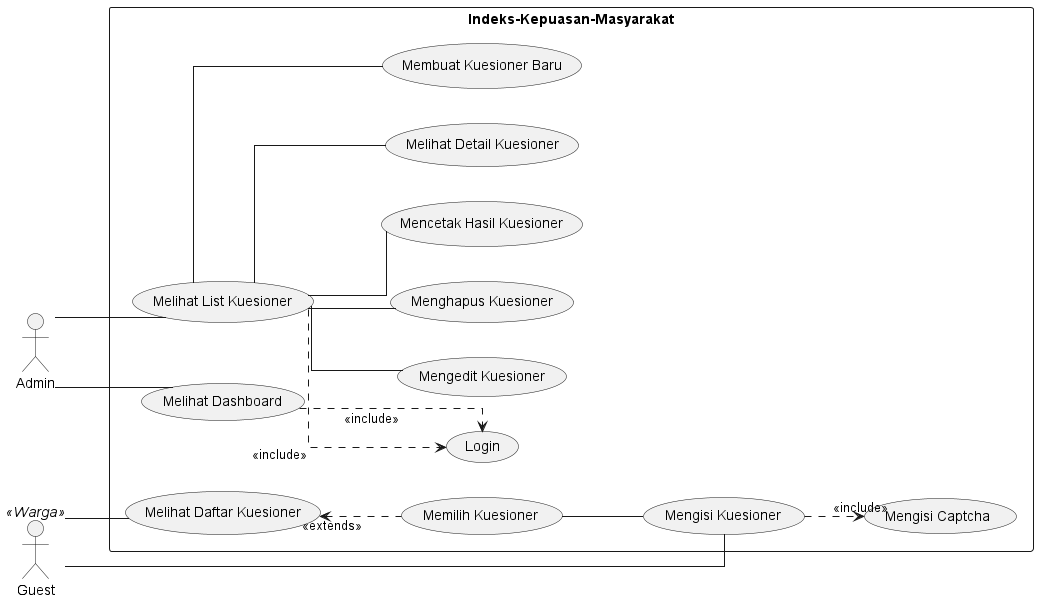 Indeks-Kepuasan-Masyarakat
Membuat Kuesioner Baru
Melihat Detail Kuesioner
Mencetak Hasil Kuesioner
Melihat List Kuesioner
Menghapus Kuesioner
Admin
Mengedit Kuesioner
Melihat Dashboard
«include»
Login
«include»
«Warga»
Melihat Daftar Kuesioner
«extends»
Memilih Kuesioner
Mengisi Kuesioner
«include»
Mengisi Captcha
Guest